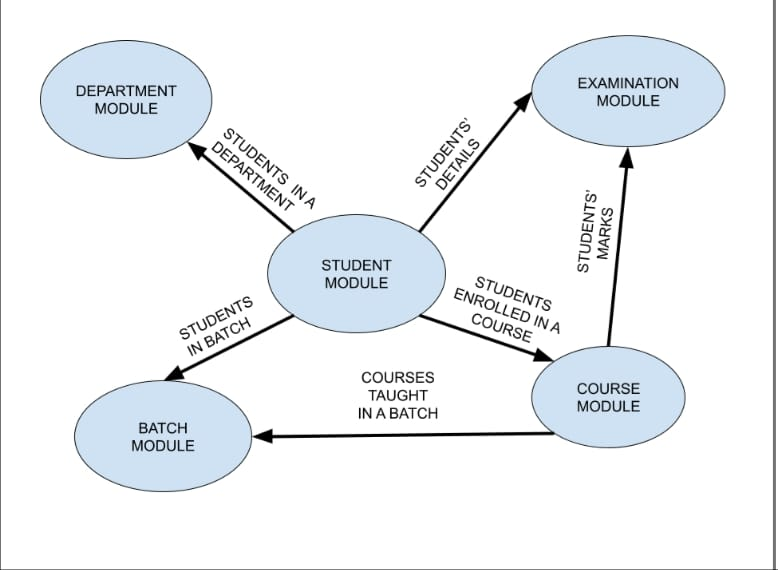 DEPARTMENT
MODULE
EXAMINATION
MODULE
STUDENTS IN A
DEPARTMENT
STUDENTS'
DETAILS
STUDENTS'
MARKS
STUDENT
MODULE
STUDENTS
ENROLLED IN A
COURSE
STUDENTS
IN BATCH
COURSES
TAUGHT
IN A BATCH
COURSE
MODULE
BATCH
MODULE